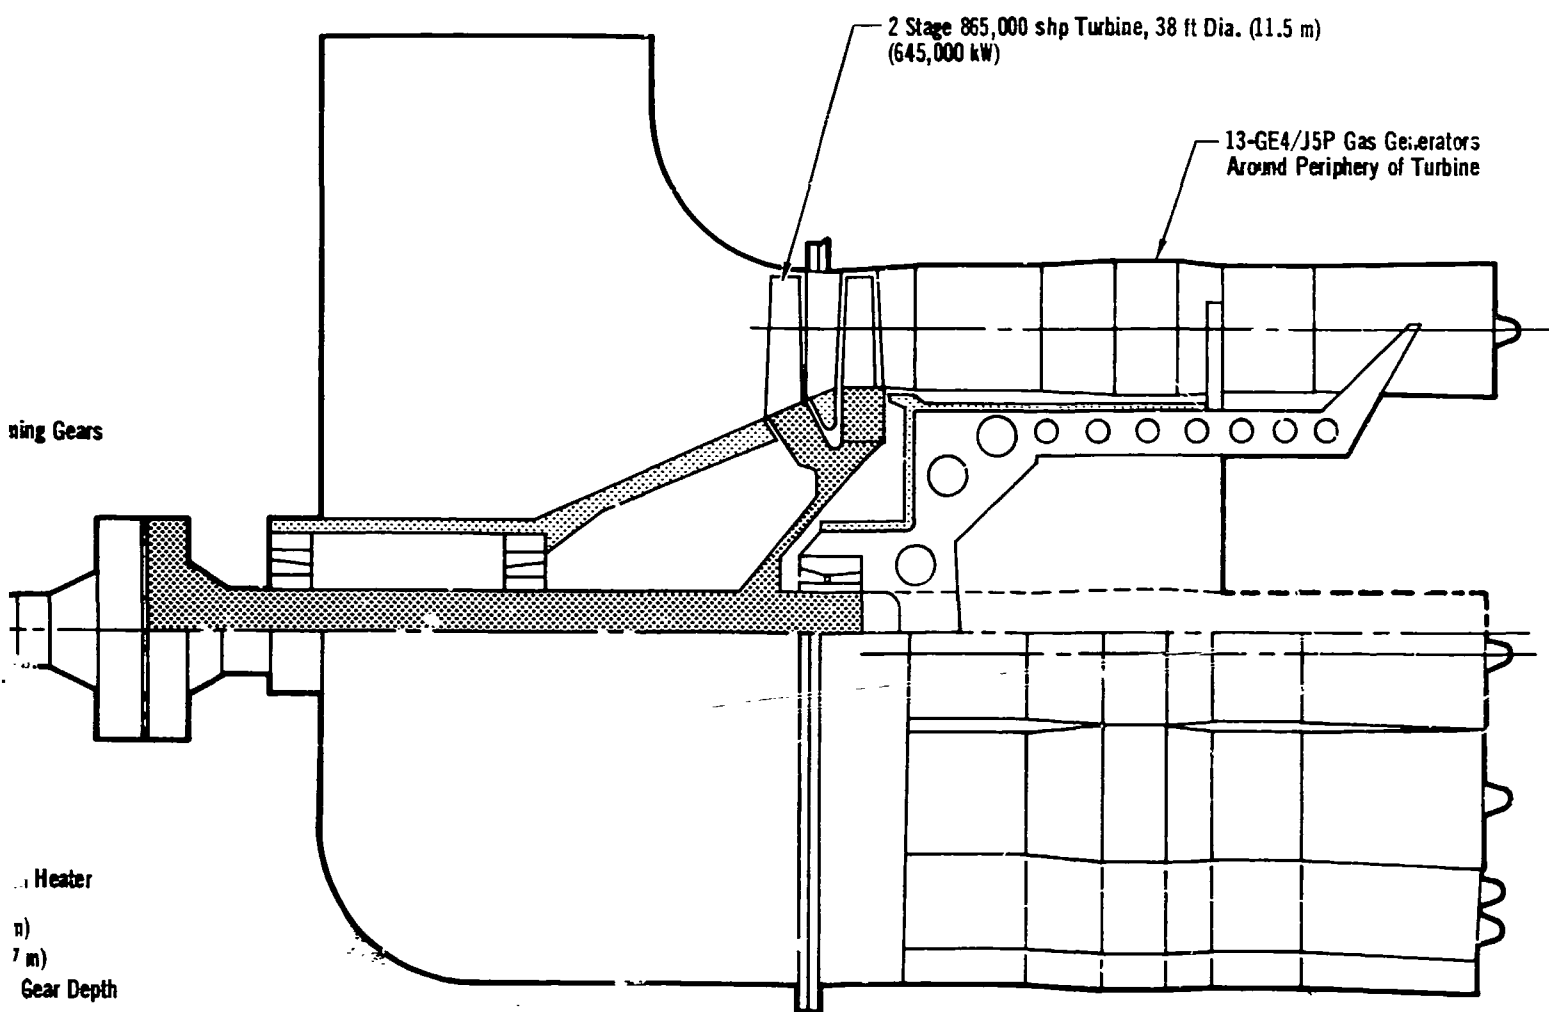 2 Stage 865,000 shp Turbine, 38 ft Dia. (11.5 m)
(645,000 kW)
13-GE4/J5P Gas Generators
Around Periphery of Turbine
Gears
Heater
m)
Gear Depth